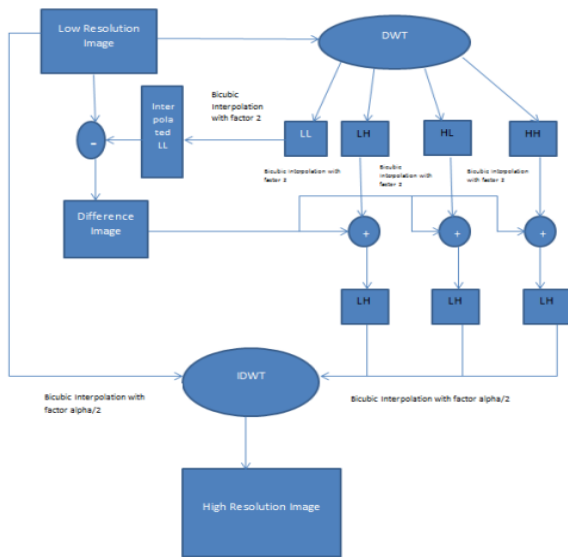 Low Resolution
Image
DWT
Bicubic
Interpolation
with factor 2
Inter
pola
ted
LL
LL
LH
HL
HH
-
Bicubic interpolation with
factor 2
Bicubic
interpolation with
factor 2
Bicubic interpolation with
factor 2
Difference
Image
+
+
+
LH
LH
LH
IDWT
Bicubic Interpolation with
factor alpha/2
Bicubic Interpolation with factor alpha/2
High Resolution Image